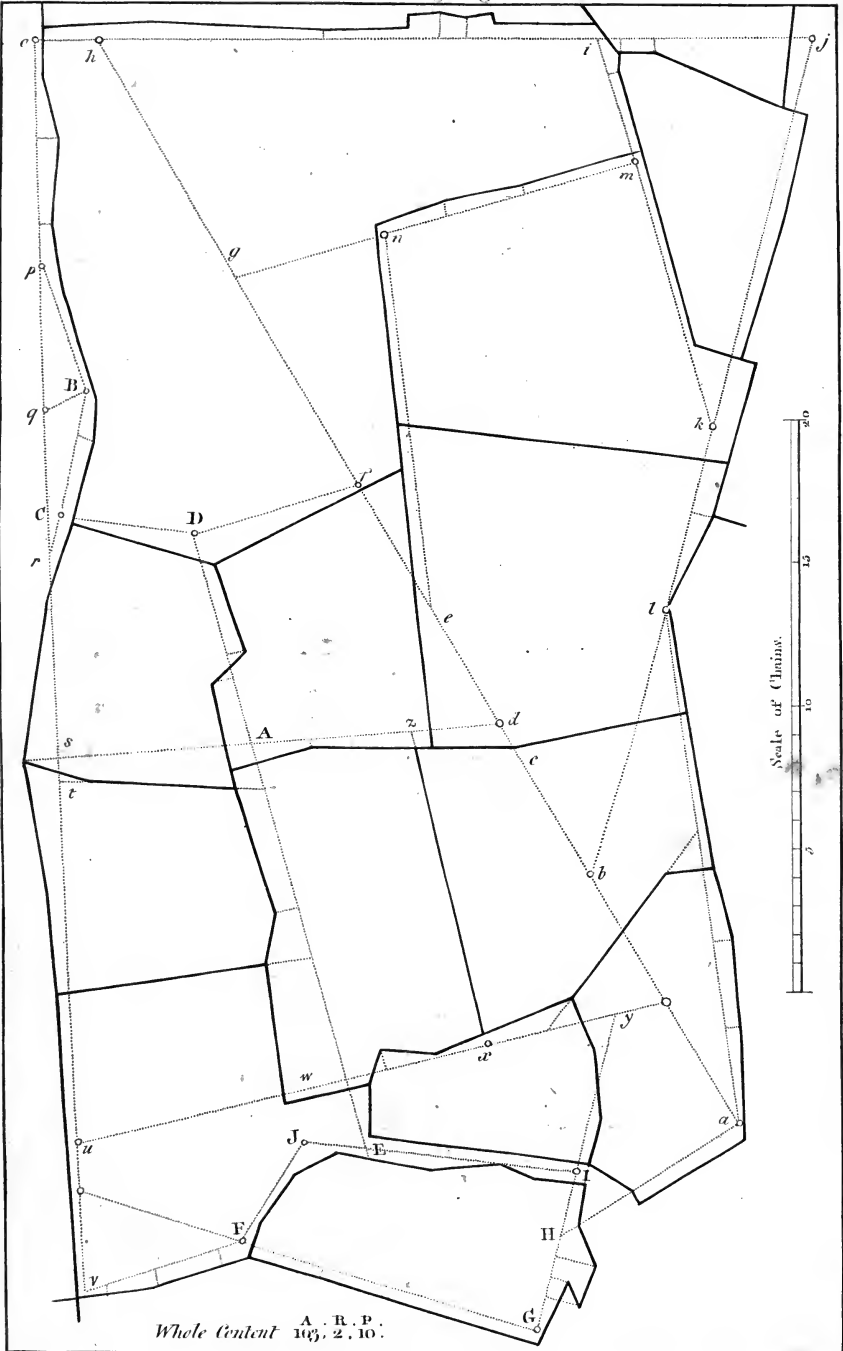 o h i j
m
n
g
p
B
q
k
f
C
D
r
l
e
d
z
s A c
t
b
y
x
w
a
u
J E
I
F
H
v
G
20
15
10
5
Scale of Chains.
A . R . P .
Whole Content 103, 2, 10.